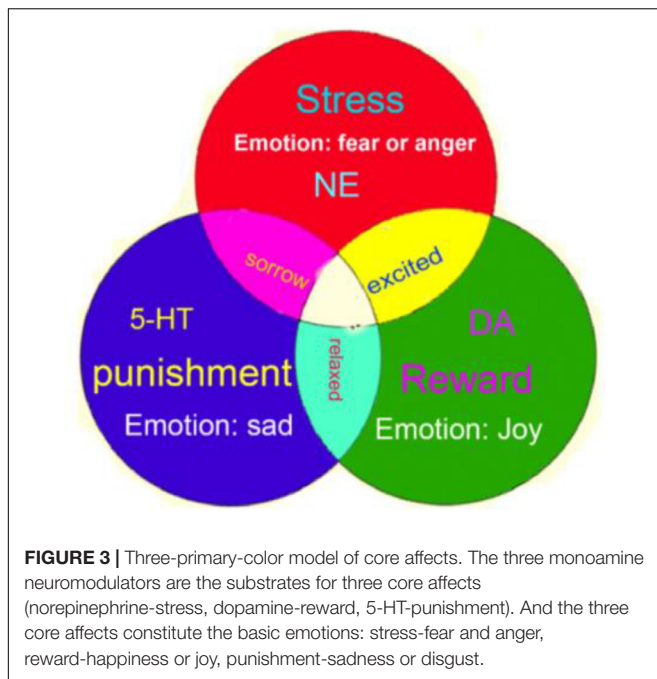 Stress
Emotion: fear or anger
NE
sorrow
excited
5-HT
punishment
Emotion: sad
relaxed
DA
Reward
Emotion: Joy
FIGURE 3 | Three-primary-color model of core affects. The three monoamine
neuromodulators are the substrates for three core affects
(norepinephrine-stress, dopamine-reward, 5-HT-punishment). And the three
core affects constitute the basic emotions: stress-fear and anger,
reward-happiness or joy, punishment-sadness or disgust.